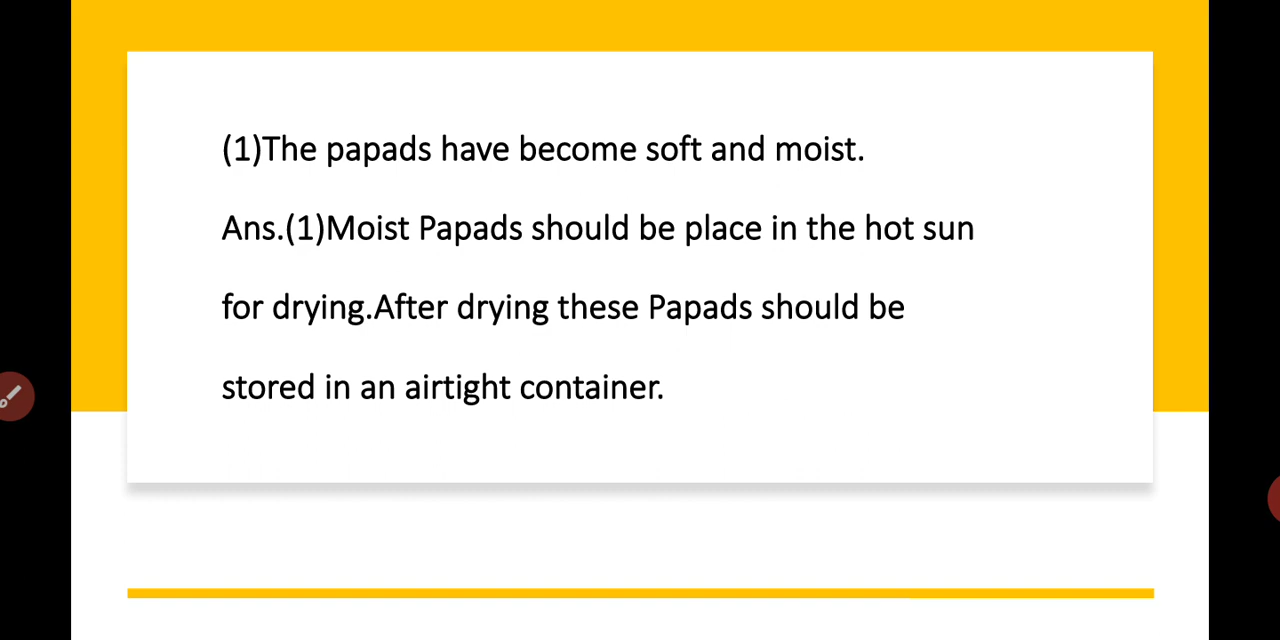 (1)The papads have become soft and moist.
Ans.(1)Moist Papads should be place in the hot sun
for drying.After drying these Papads should be
stored in an airtight container.